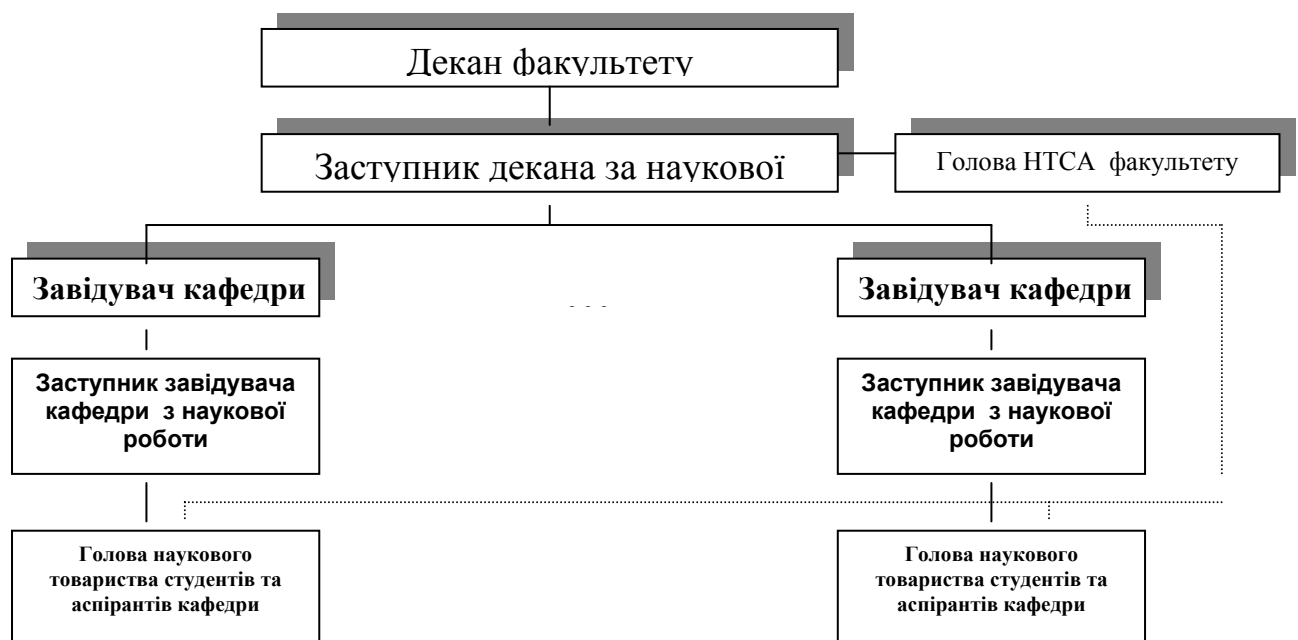 Декан факультету
Заступник декана за наукової
Голова НТСА факультету
Завідувач кафедри
Завідувач кафедри
- - -
Заступник завідувача
кафедри з наукової
роботи
Заступник завідувача
кафедри з наукової
роботи
Голова наукового
товариства студентів та
аспірантів кафедри
Голова наукового
товариства студентів та
аспірантів кафедри